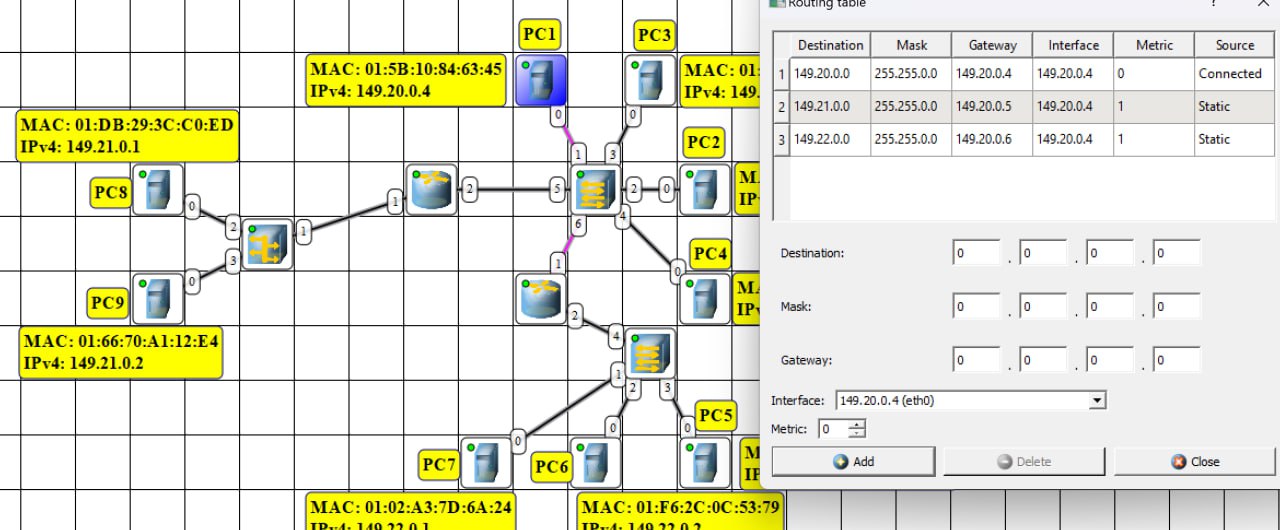 PC1
PC3
MAC: 01:5B:10:84:63:45
IPv4: 149.20.0.4
MAC: 01:
IPv4: 149.
0
0
MAC: 01:DB:29:3C:C0:ED
IPv4: 149.21.0.1
1
3
PC2
PC8
0
2
1
1
2
5
2
0
M
IP
4
6
3
0
1
PC4
0
PC9
M
IP
MAC: 01:66:70:A1:12:E4
IPv4: 149.21.0.2
2
4
1
2
3
PC5
0
0
0
PC7
PC6
M
IP
MAC: 01:02:A3:7D:6A:24
IPv4: 149.22.0.1
MAC: 01:F6:2C:0C:53:79
IPv4: 149.22.0.2
Routing table
?
Destination Mask Gateway Interface Metric Source
1 149.20.0.0 255.255.0.0 149.20.0.4 149.20.0.4 0 Connected
2 149.21.0.0 255.255.0.0 149.20.0.5 149.20.0.4 1 Static
3 149.22.0.0 255.255.0.0 149.20.0.6 149.20.0.4 1 Static
Destination: 0 . 0 . 0 . 0
Mask: 0 . 0 . 0 . 0
Gateway: 0 . 0 . 0 . 0
Interface: 149.20.0.4 (eth0)
Metric: 0
Add Delete Close